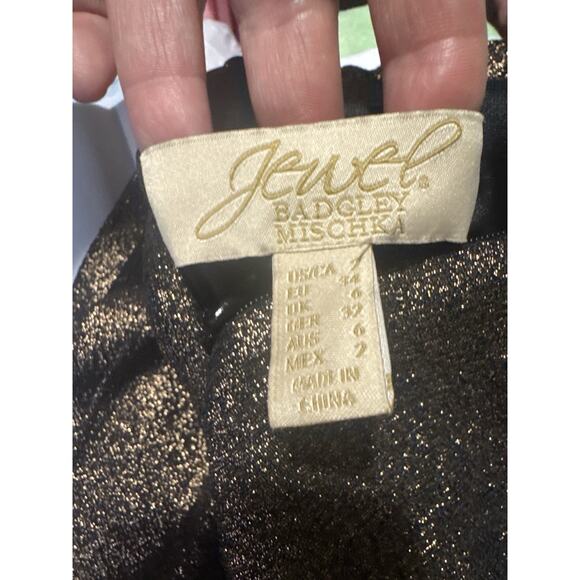 Jewel®
BADGLEY
MISCHKA
US/CA 2
EU 34
UK 6
GER 32
AUS 6
MEX 2
MADE IN
CHINA